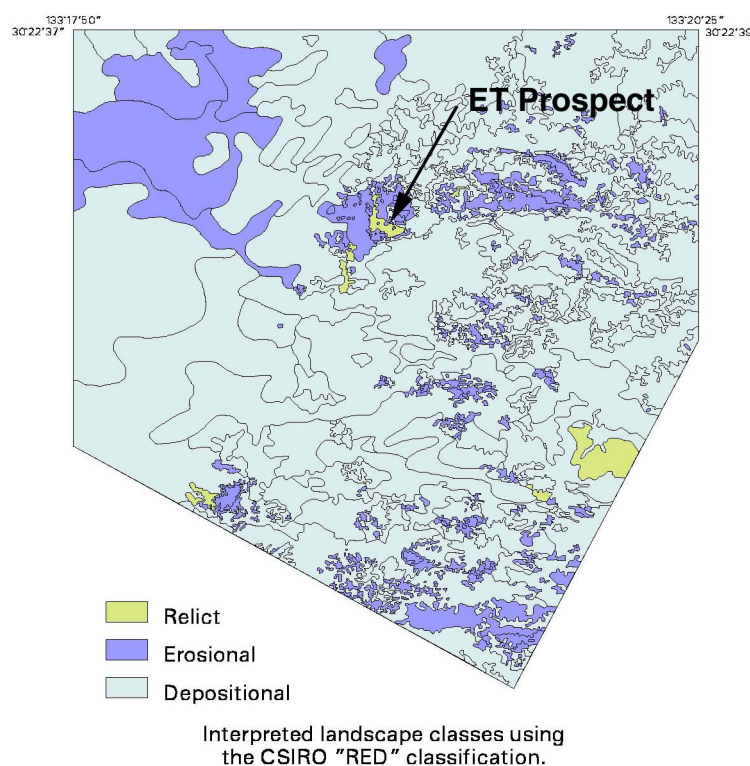 133°17'50"
133°20'25"
30°22'37"
30°22'39
ET Prospect
Relict
Erosional
Depositional
Interpreted landscape classes using
the CSIRO "RED" classification.